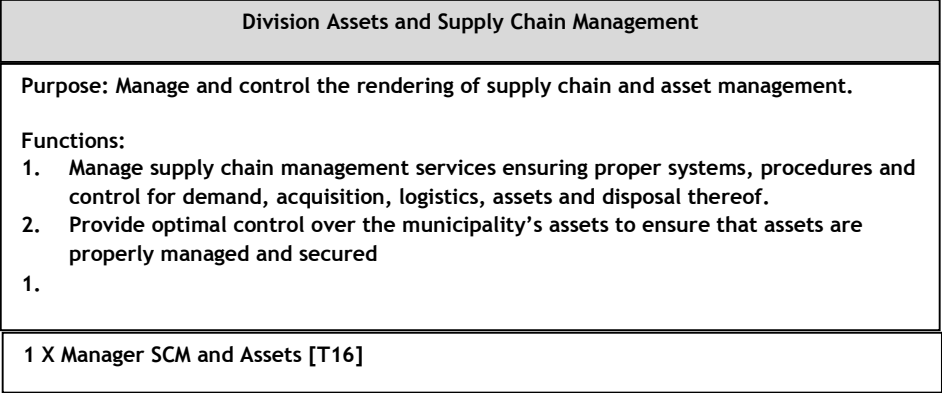 Division Assets and Supply Chain Management
Purpose: Manage and control the rendering of supply chain and asset management.
Functions:
1. Manage supply chain management services ensuring proper systems, procedures and
control for demand, acquisition, logistics, assets and disposal thereof.
2. Provide optimal control over the municipality’s assets to ensure that assets are
properly managed and secured
1.
1 X Manager SCM and Assets [T16]